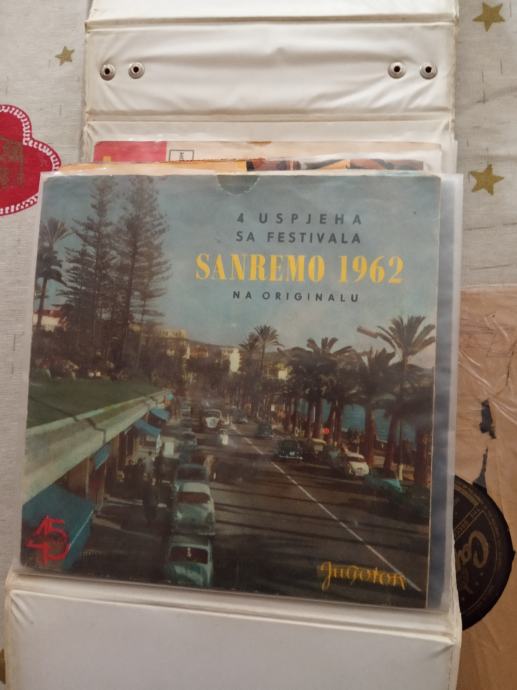 4 USPJEHA
SA FESTIVALA
SANREMO 1962
NA ORIGINALU
45
Jugoton